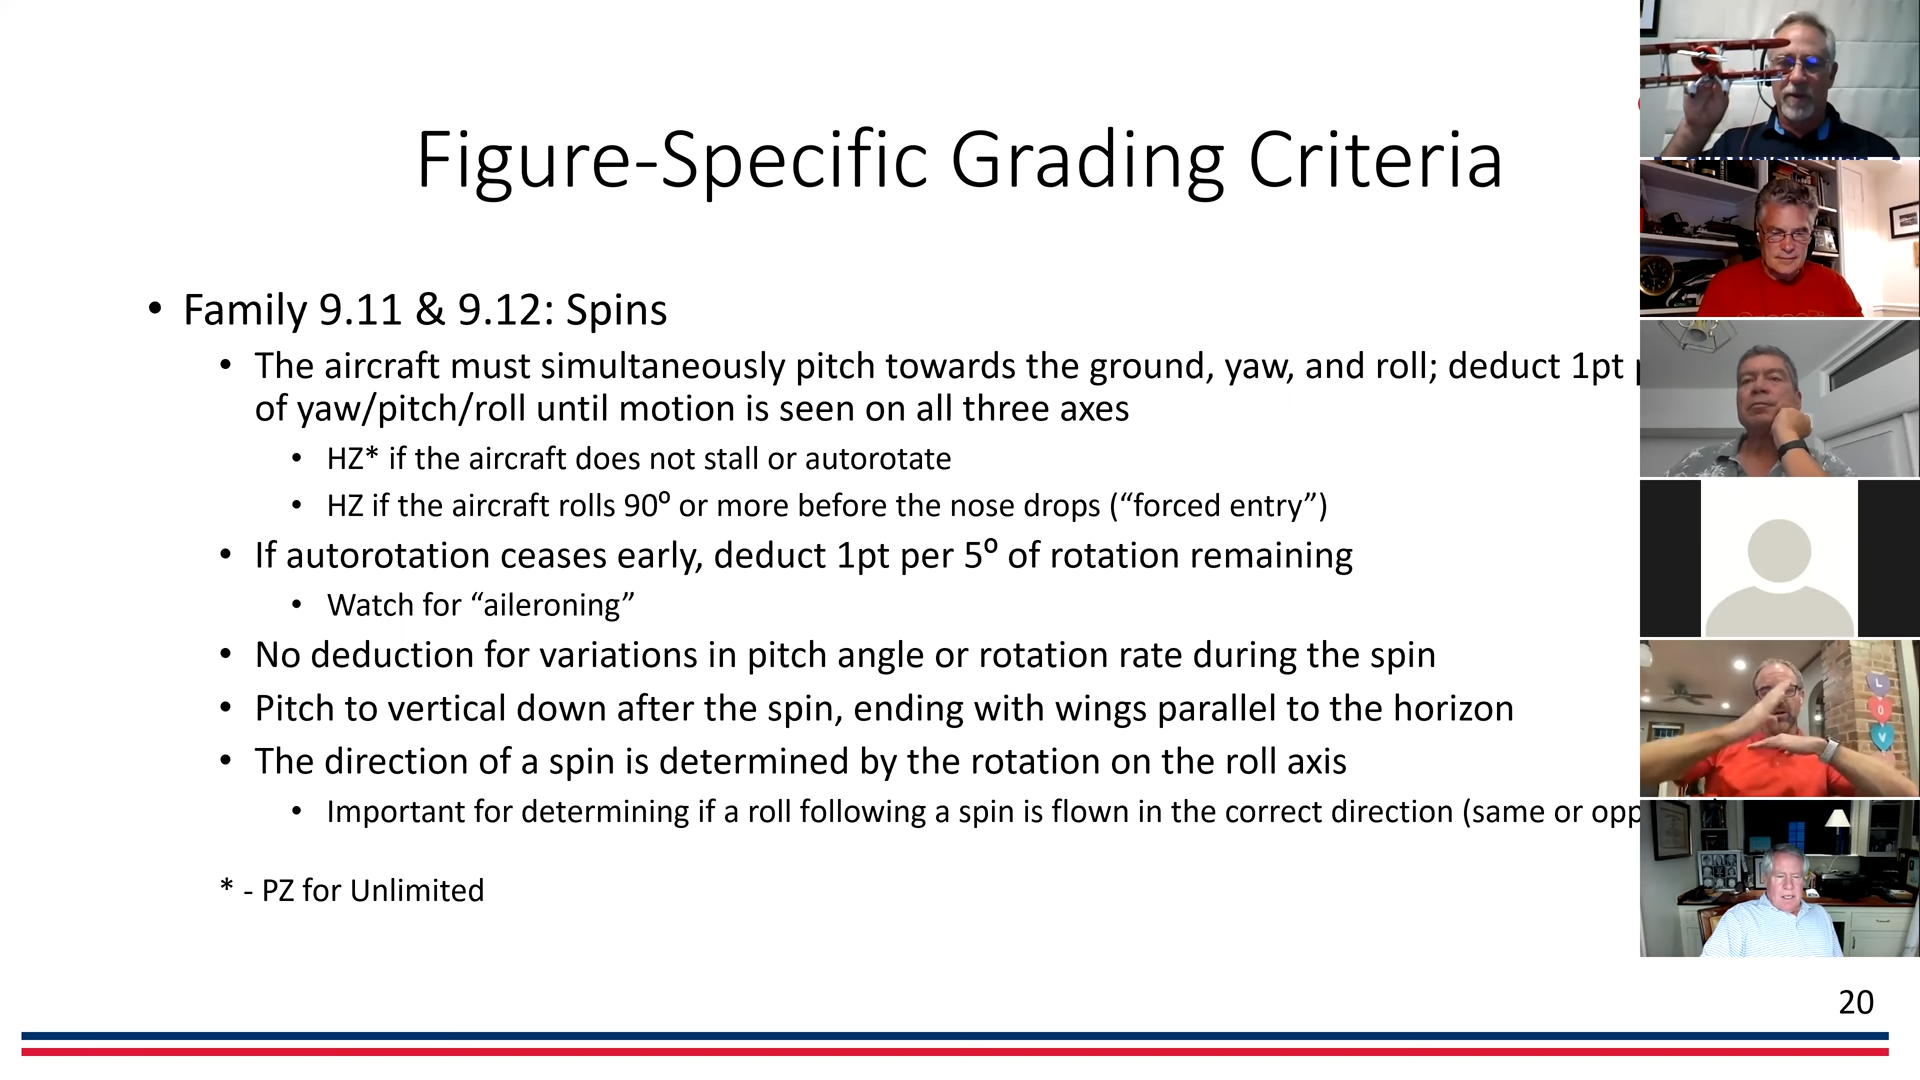 Figure-Specific Grading Criteria
• Family 9.11 & 9.12: Spins
• The aircraft must simultaneously pitch towards the ground, yaw, and roll; deduct 1pt
of yaw/pitch/roll until motion is seen on all three axes
• HZ* if the aircraft does not stall or autorotate
• HZ if the aircraft rolls 90⁰ or more before the nose drops (“forced entry”)
• If autorotation ceases early, deduct 1pt per 5⁰ of rotation remaining
• Watch for “aileroning”
• No deduction for variations in pitch angle or rotation rate during the spin
• Pitch to vertical down after the spin, ending with wings parallel to the horizon
• The direction of a spin is determined by the rotation on the roll axis
• Important for determining if a roll following a spin is flown in the correct direction (same or opp
* - PZ for Unlimited
L
O
V
20